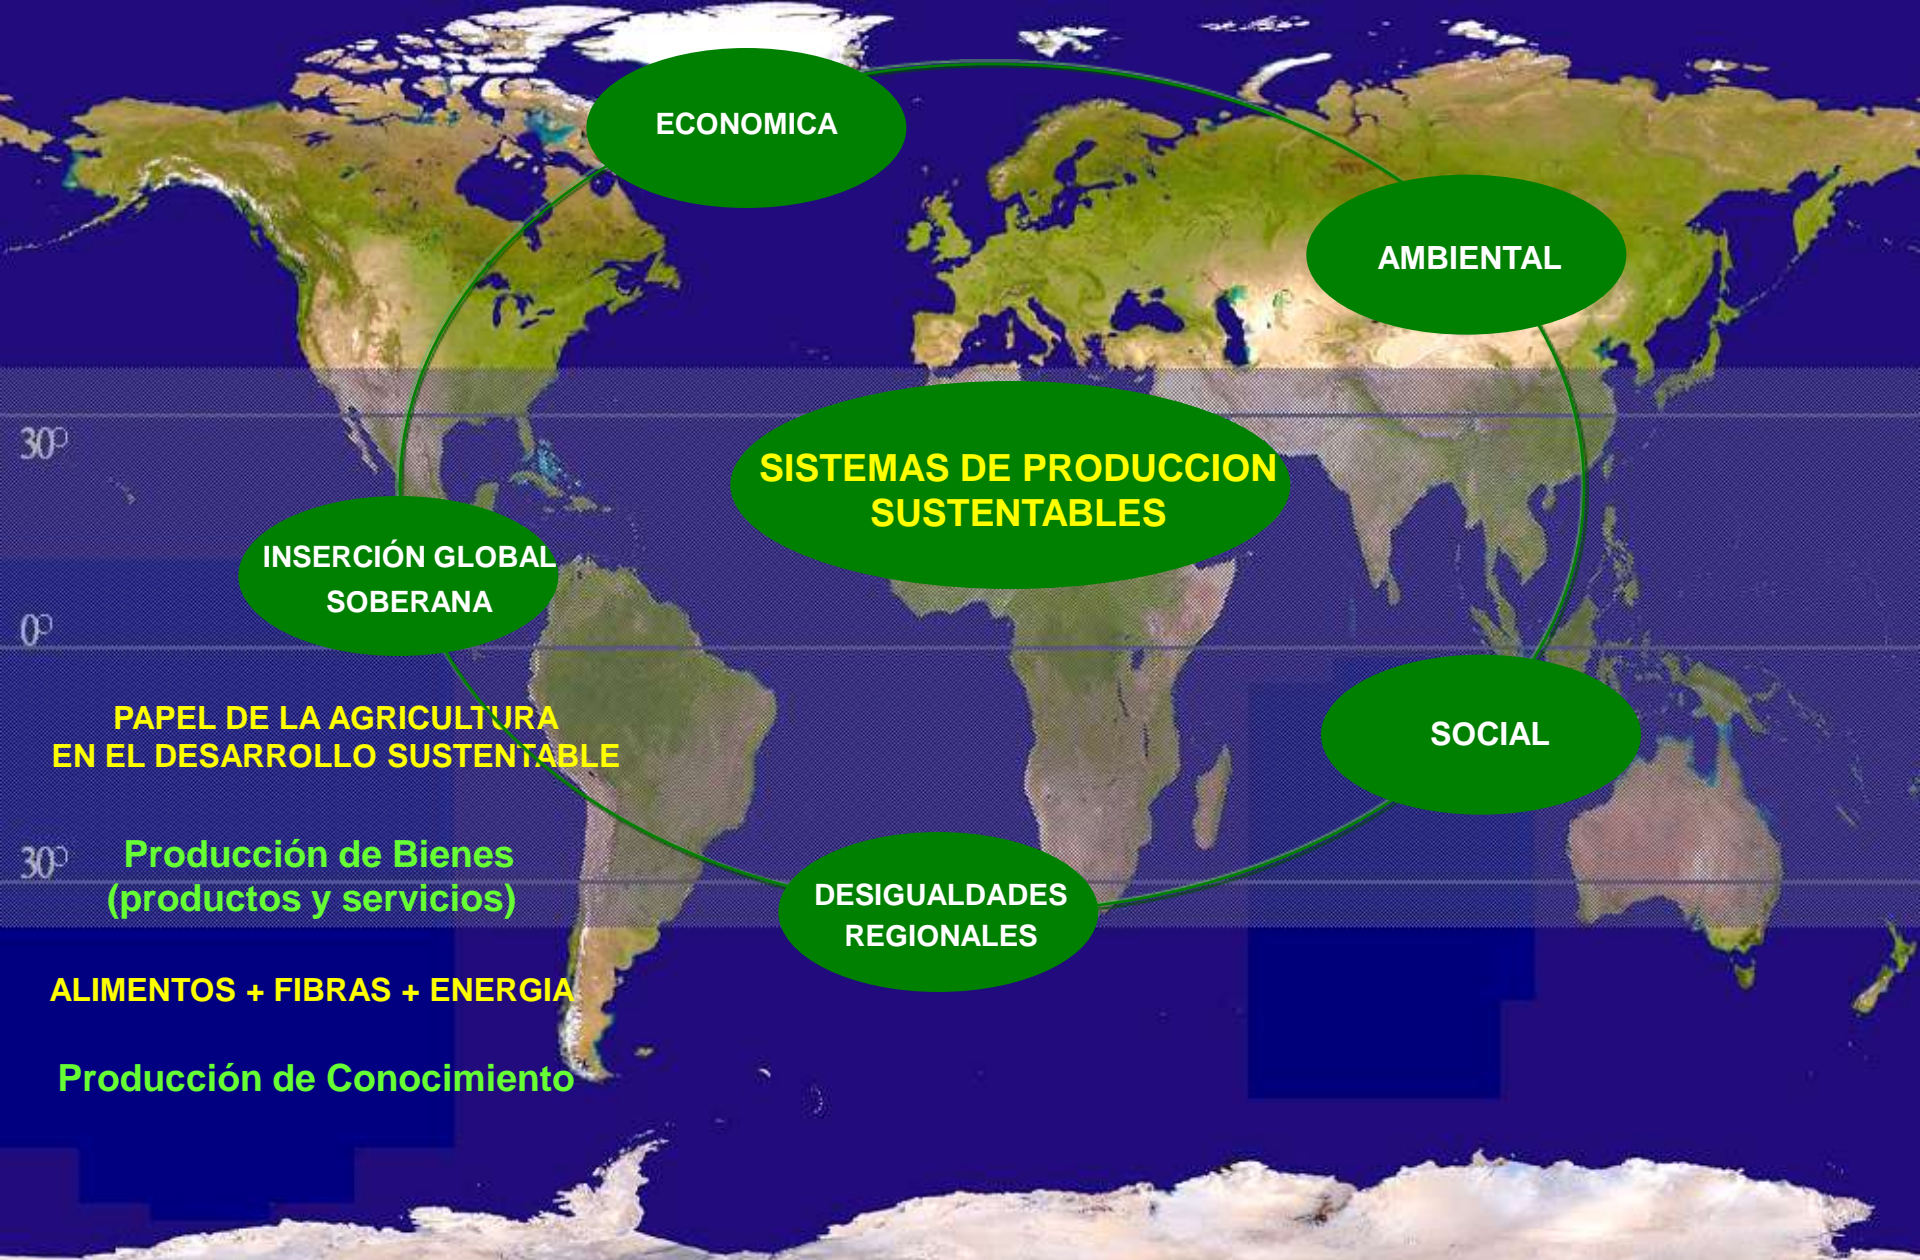 ECONOMICA
AMBIENTAL
SISTEMAS DE PRODUCCION
SUSTENTABLES
30º
INSERCIÓN GLOBAL
SOBERANA
0º
PAPEL DE LA AGRICULTURA
EN EL DESARROLLO SUSTENTABLE
SOCIAL
30º
Producción de Bienes
(productos y servicios)
DESIGUALDADES
REGIONALES
ALIMENTOS + FIBRAS + ENERGIA
Producción de Conocimiento